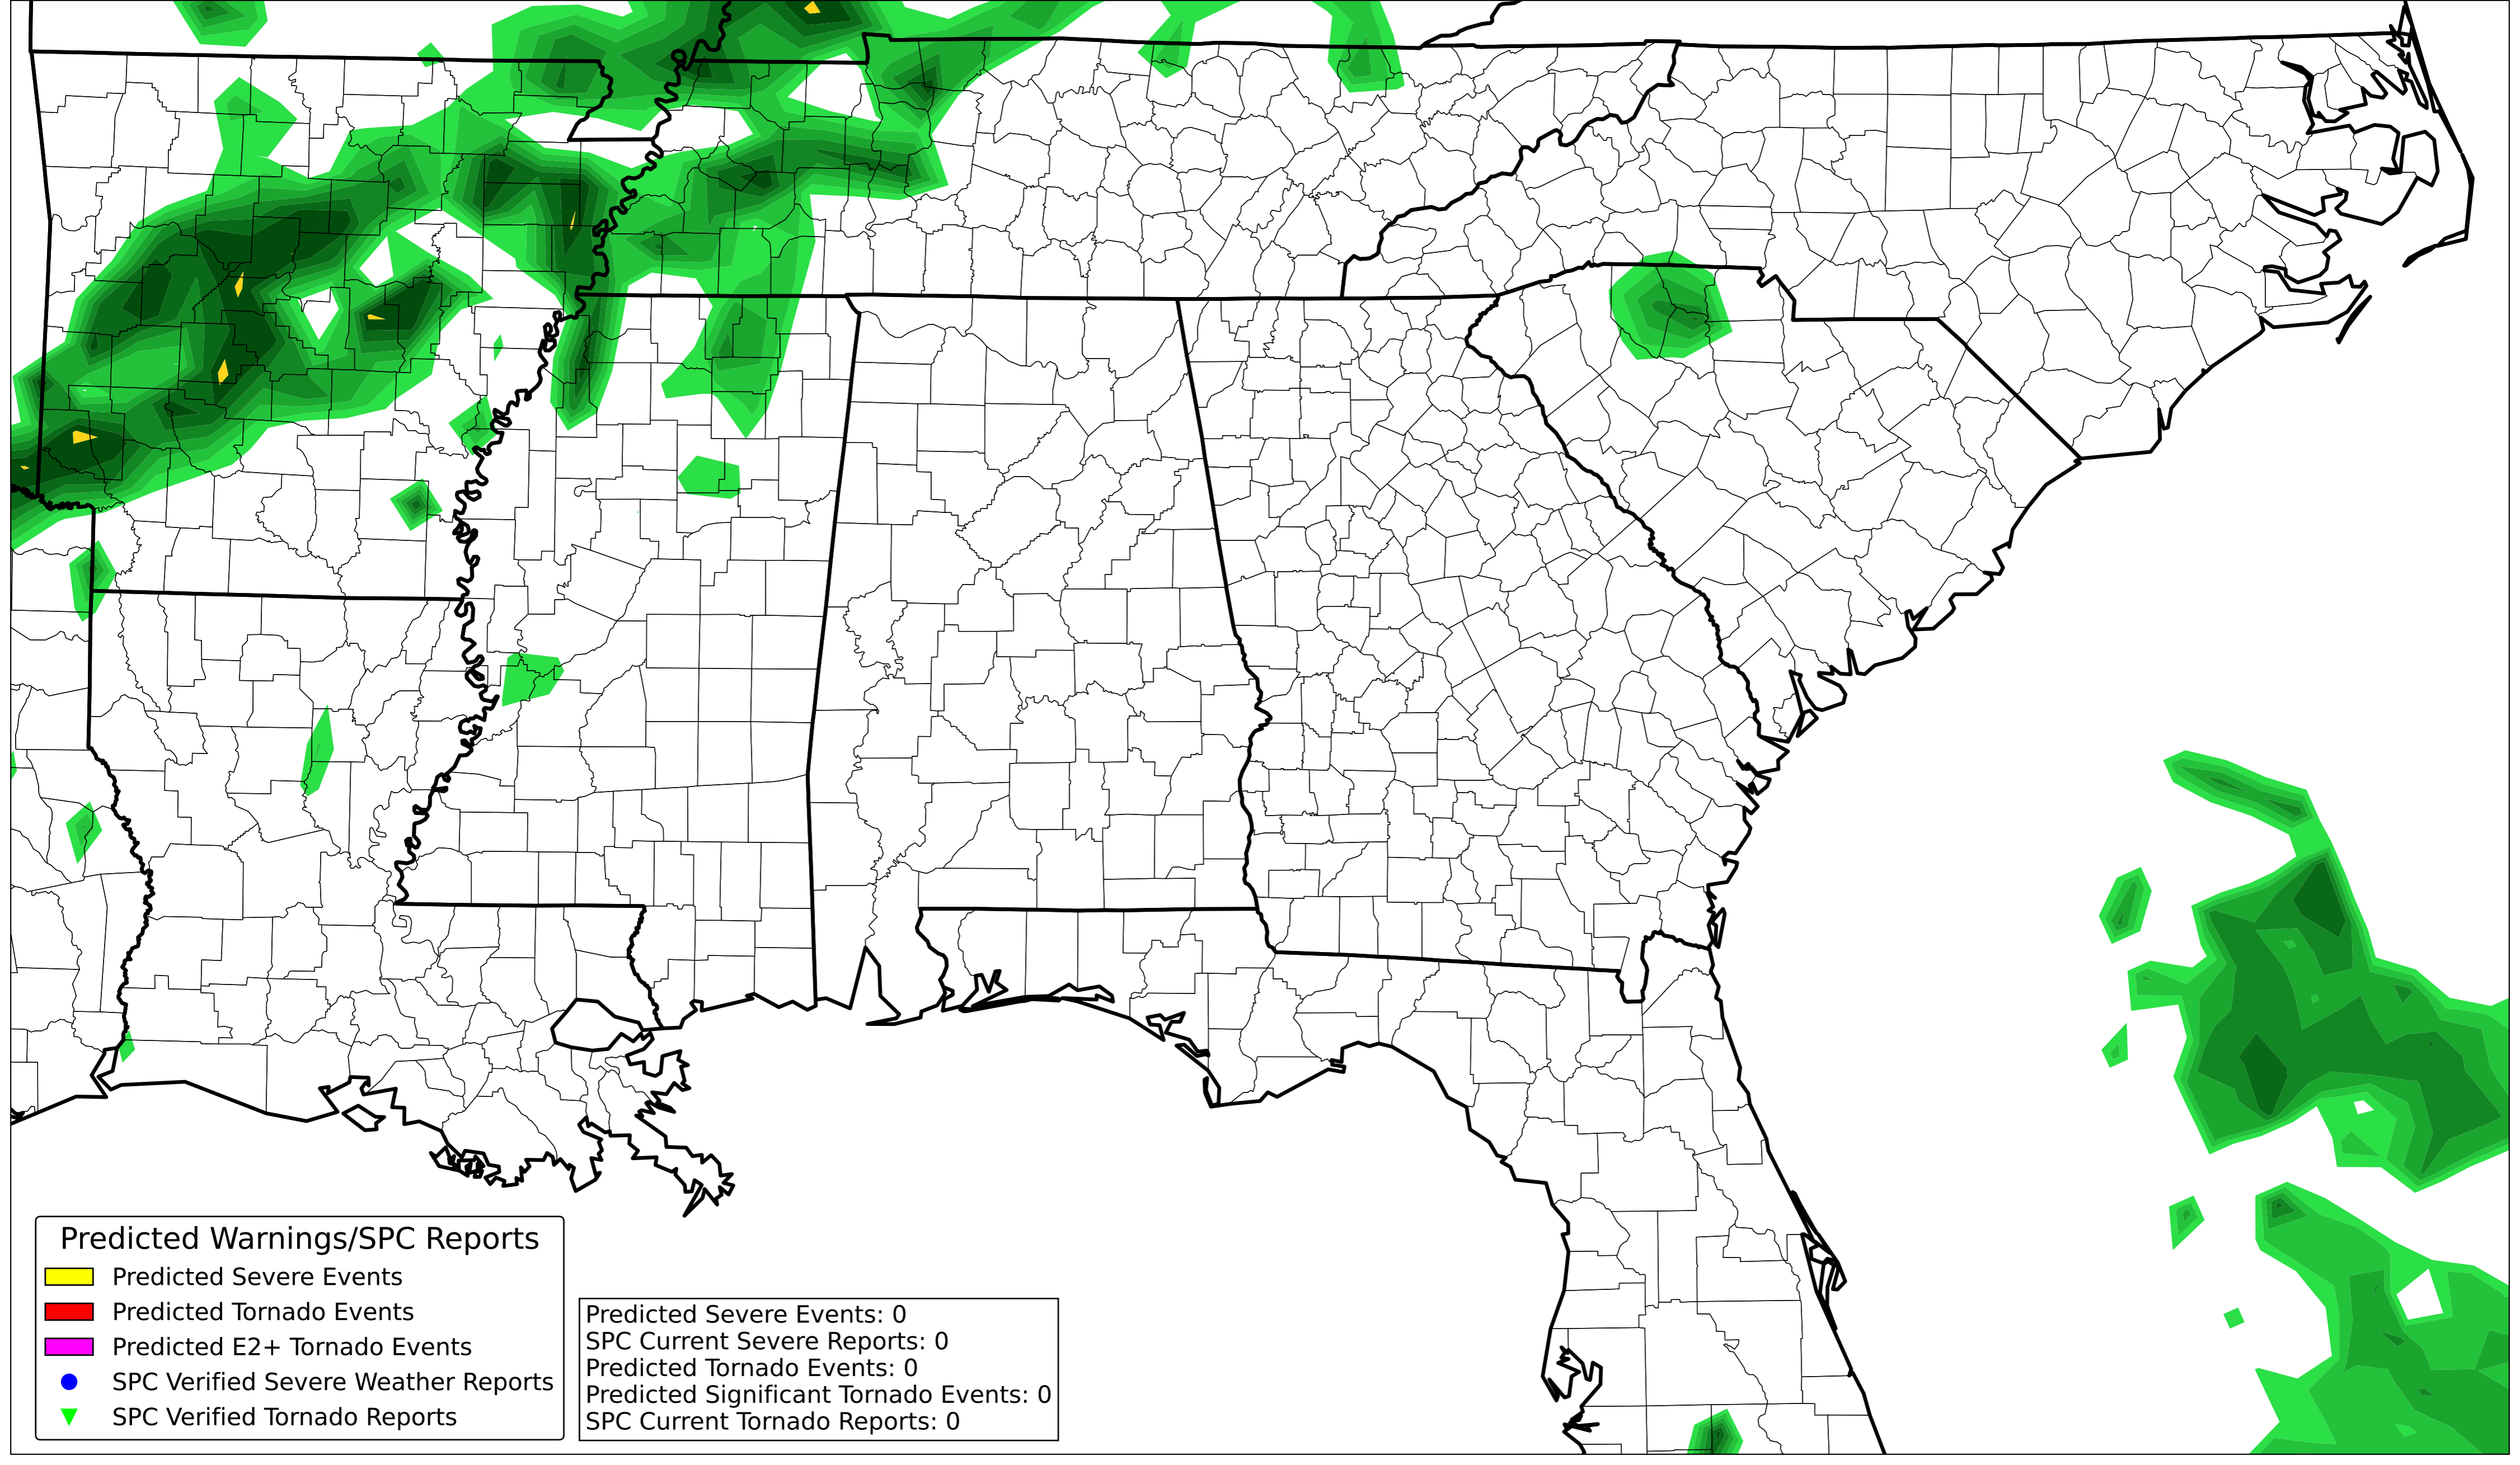 Predicted Warnings/SPC Reports
Predicted Severe Events
Predicted Tornado Events
Predicted E2+ Tornado Events
SPC Verified Severe Weather Reports
SPC Verified Tornado Reports
Predicted Severe Events: 0
SPC Current Severe Reports: 0
Predicted Tornado Events: 0
Predicted Significant Tornado Events: 0
SPC Current Tornado Reports: 0